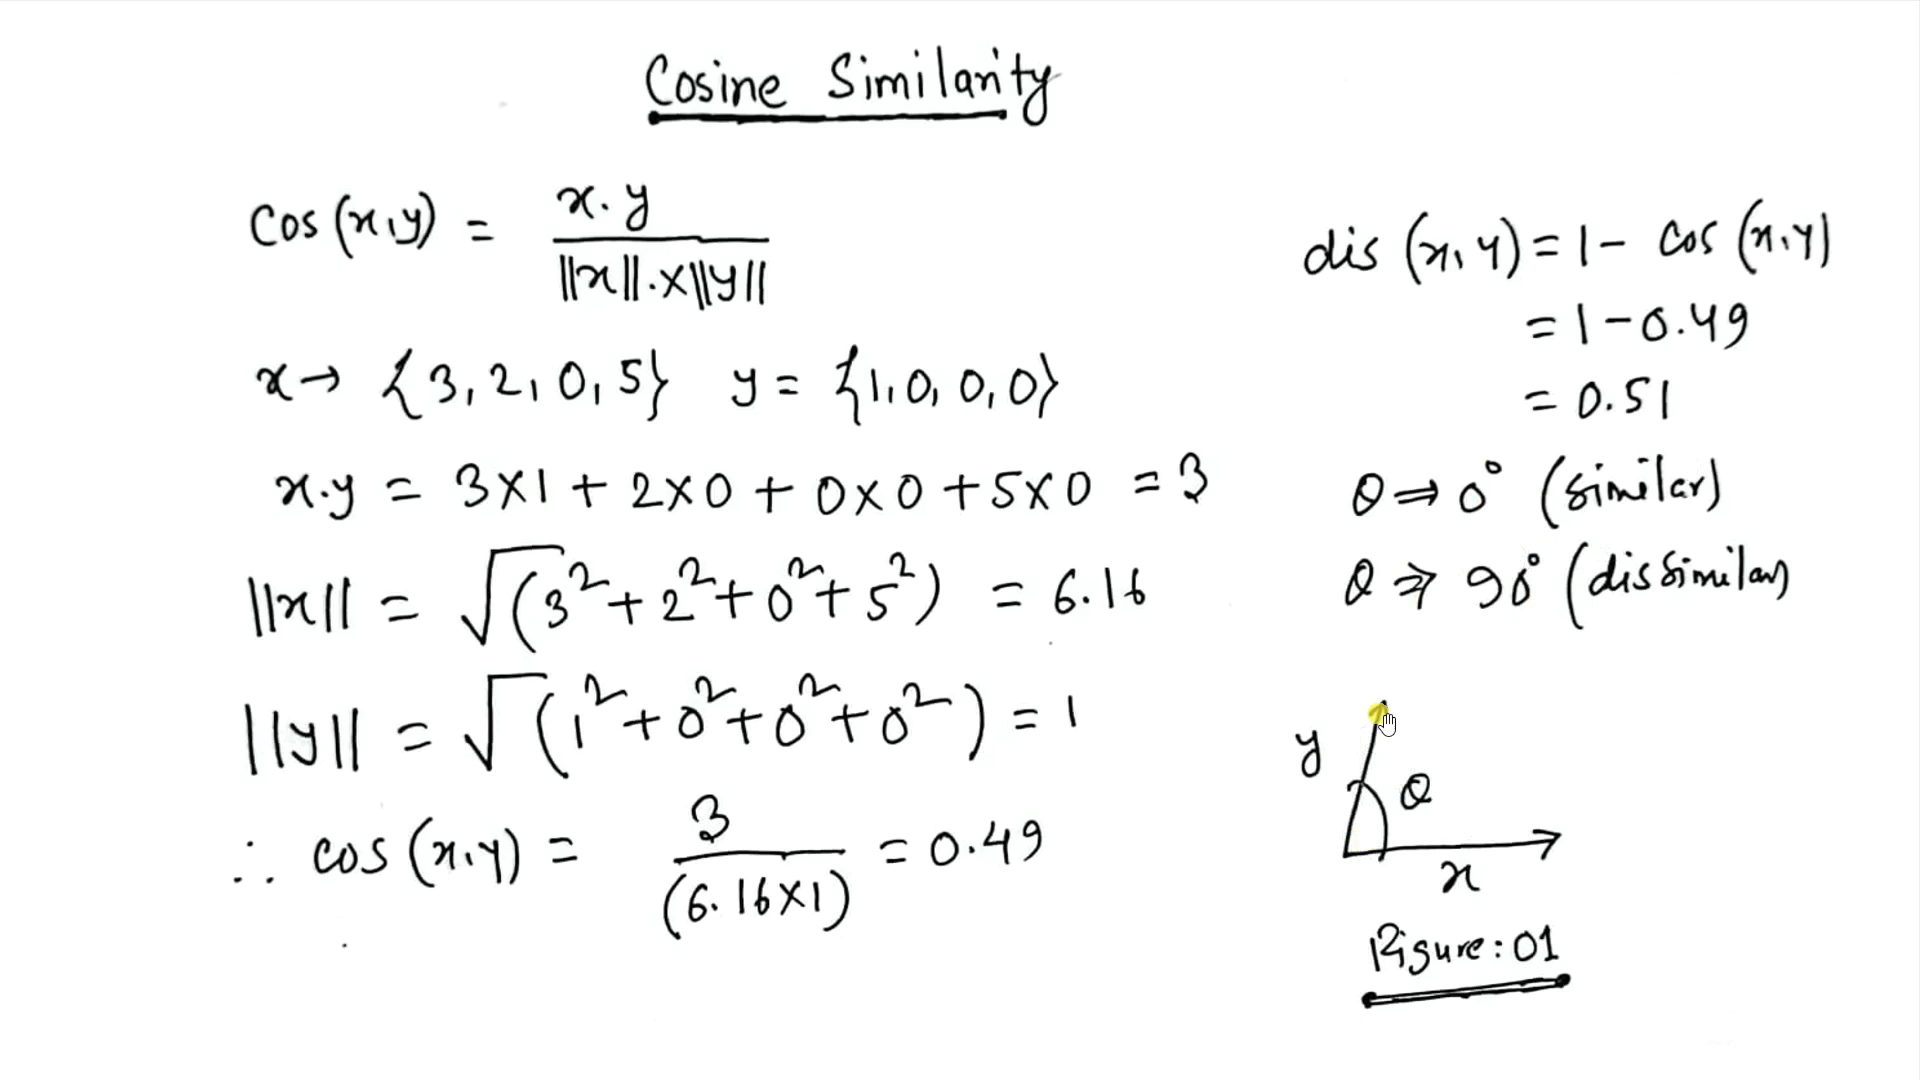 Cosine Similarity
Cos (x,y) = x.y / ||x||.x||y||
x → {3, 2, 0, 5} y = {1, 0, 0, 0}
x.y = 3x1 + 2x0 + 0x0 + 5x0 = 3
||x|| = √(3² + 2² + 0² + 5²) = 6.16
||y|| = √(1² + 0² + 0² + 0²) = 1
∴ cos (x,y) = 3 / (6.16x1) = 0.49
dis (x,y) = 1 - cos (x,y)
= 1 - 0.49
= 0.51
θ ⇒ 0° (similar)
θ ⇒ 90° (dissimilar)
y
θ
x
Figure: 01